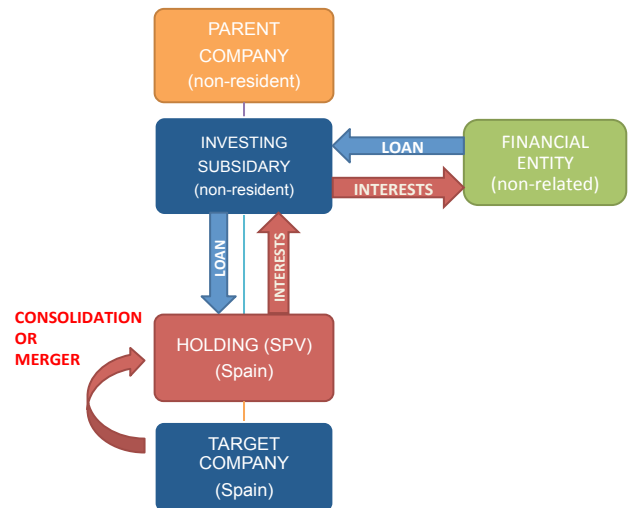 PARENT
COMPANY
(non-resident)
INVESTING
SUBSIDARY
(non-resident)
LOAN
INTERESTS
FINANCIAL
ENTITY
(non-related)
LOAN
INTERESTS
CONSOLIDATION
OR
MERGER
HOLDING (SPV)
(Spain)
TARGET
COMPANY
(Spain)